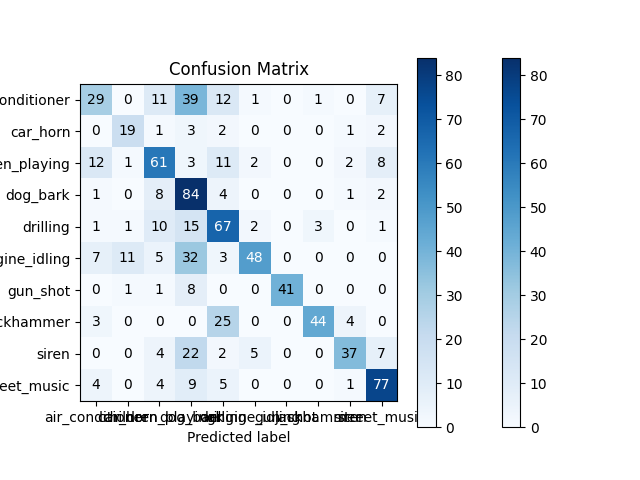 Confusion Matrix
onditioner 29 0 11 39 12 1 0 1 0 7
car_horn 0 19 1 3 2 0 0 0 1 2
en_playing 12 1 61 3 11 2 0 0 2 8
dog_bark 1 0 8 84 4 0 0 0 1 2
drilling 1 1 10 15 67 2 0 3 0 1
gine_idling 7 11 5 32 3 48 0 0 0 0
gun_shot 0 1 1 8 0 0 41 0 0 0
ckhammer 3 0 0 0 25 0 0 44 4 0
siren 0 0 4 22 2 5 0 0 37 7
eet_music 4 0 4 9 5 0 0 0 1 77
Predicted label
80 80
70 70
60 60
50 50
40 40
30 30
20 20
10 10
0 0